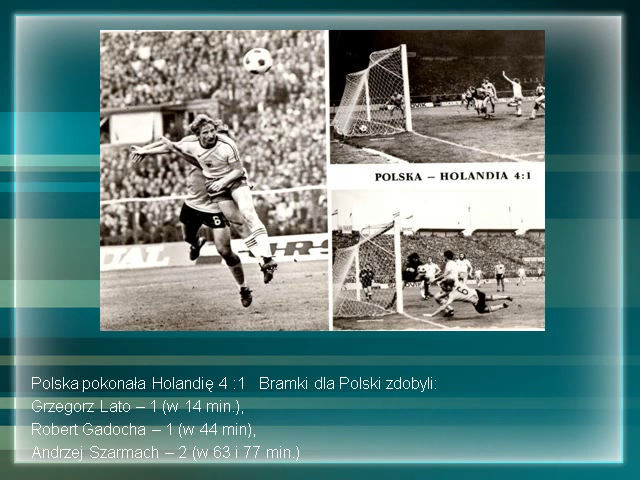 POLSKA – HOLANDIA 4:1
6
Polska pokonała Holandię 4 :1 Bramki dla Polski zdobyli:
Grzegorz Lato – 1 (w 14 min.),
Robert Gadocha – 1 (w 44 min),
Andrzej Szarmach – 2 (w 63 i 77 min.)